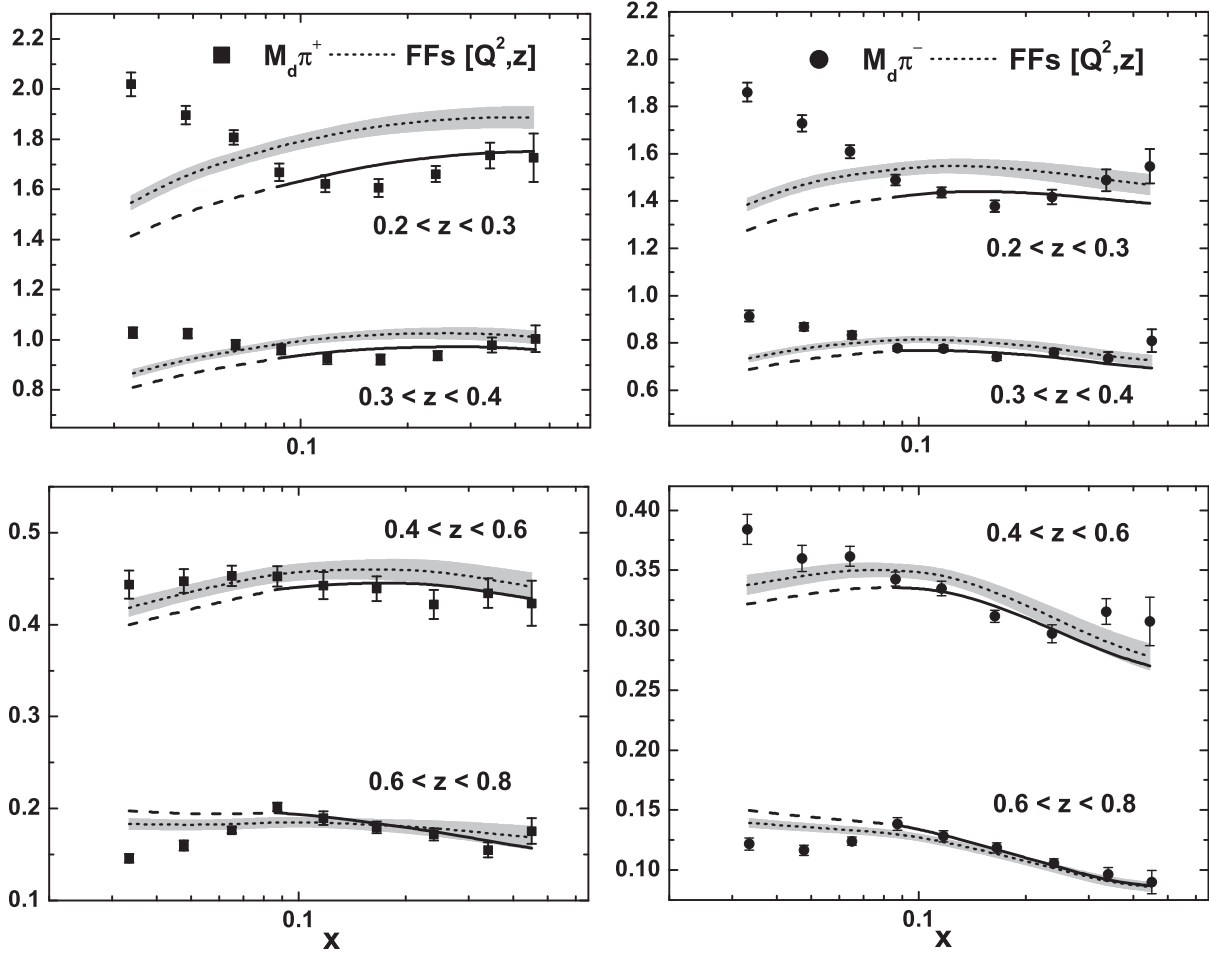 2.2
2.0
1.8
1.6
1.4
1.2
1.0
0.8
M_d π^+ FFs [Q^2,z]
0.2 < z < 0.3
0.3 < z < 0.4
0.1
2.2
2.0
1.8
1.6
1.4
1.2
1.0
0.8
0.6
M_d π^- FFs [Q^2,z]
0.2 < z < 0.3
0.3 < z < 0.4
0.1
0.5
0.4
0.3
0.2
0.1
0.4 < z < 0.6
0.6 < z < 0.8
0.1
x
0.40
0.35
0.30
0.25
0.20
0.15
0.10
0.4 < z < 0.6
0.6 < z < 0.8
0.1
x